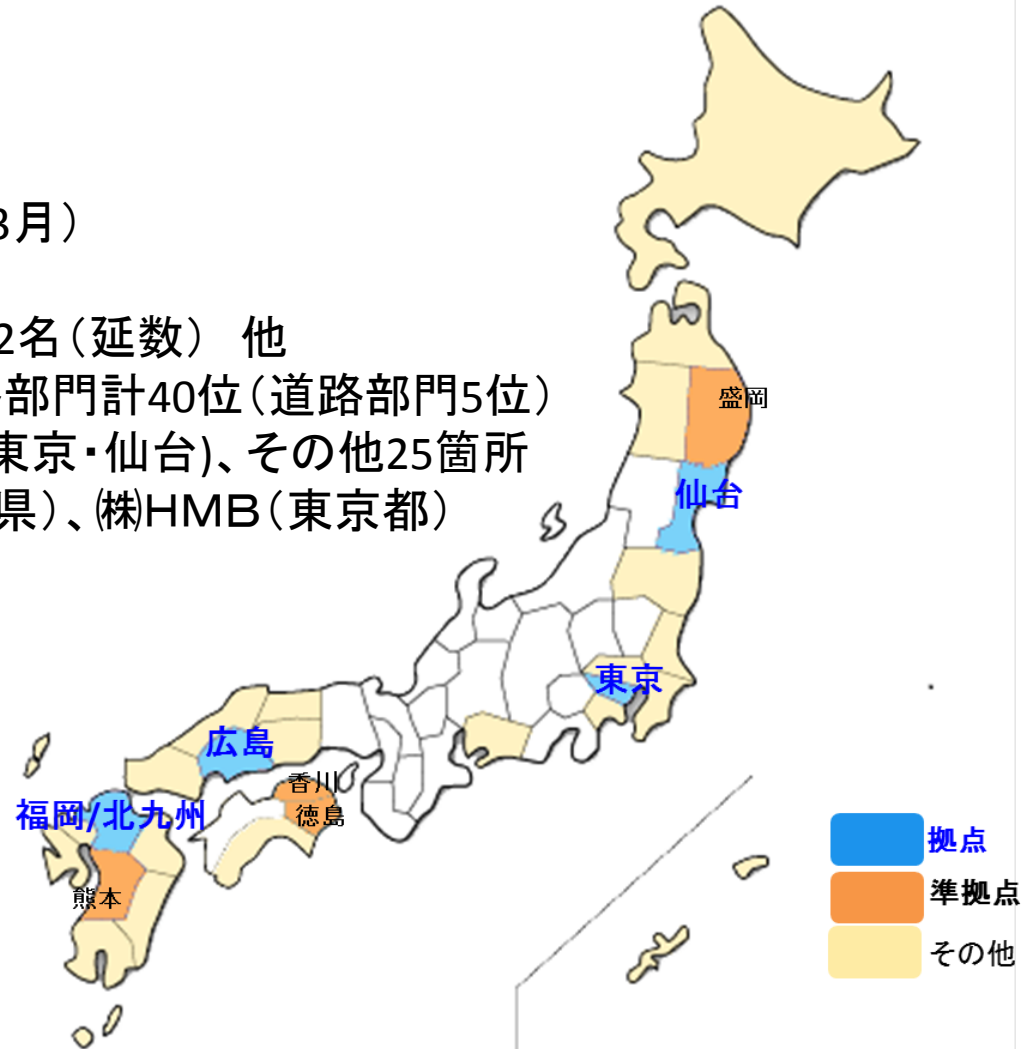 3月）
2名（延数）　他
部門計40位（道路部門5位）
東京・仙台)、その他25箇所
県）、㈱HMB（東京都）
盛岡
仙台
東京
広島
香川
徳島
福岡/北九州
熊本
拠点
準拠点
その他